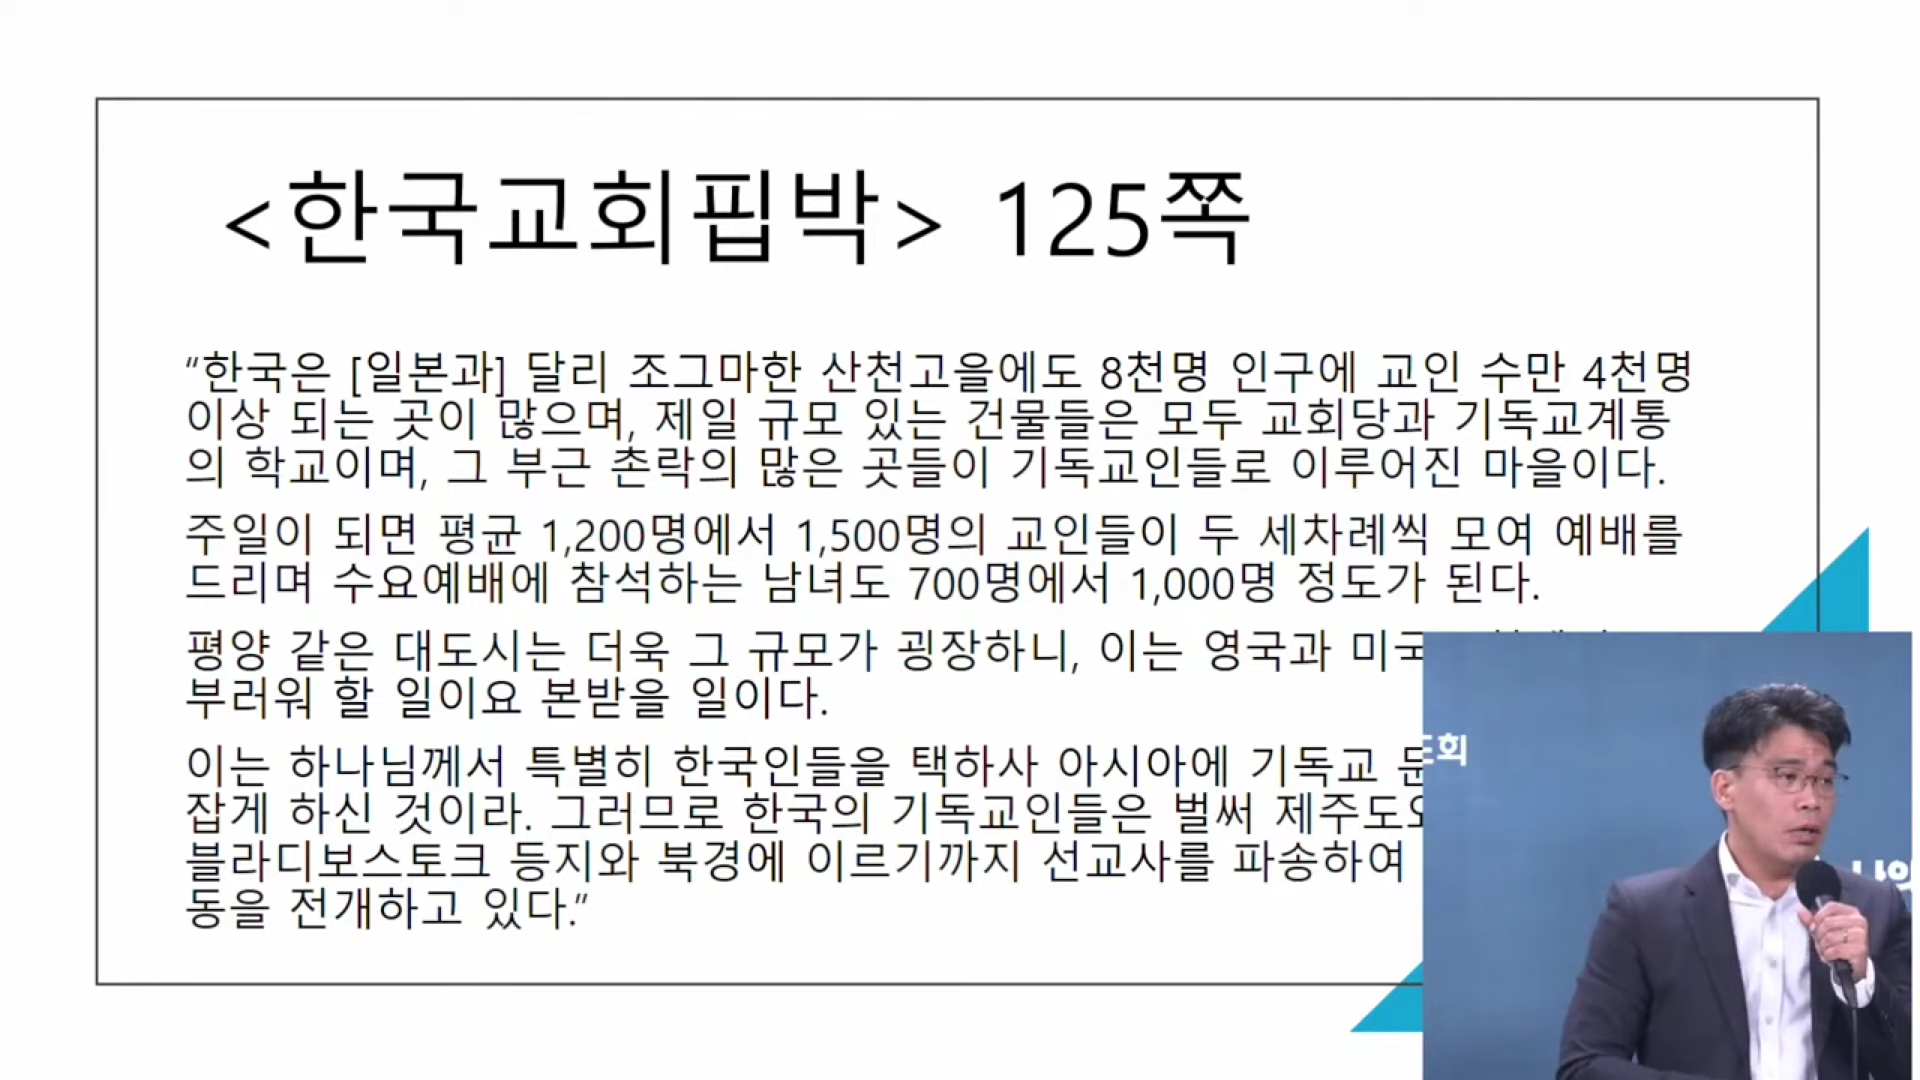 <한국교회핍박> 125쪽
“한국은 [일본과] 달리 조그마한 산천고을에도 8천명 인구에 교인 수만 4천명
이상 되는 곳이 많으며, 제일 규모 있는 건물들은 모두 교회당과 기독교계통
의 학교이며, 그 부근 촌락의 많은 곳들이 기독교인들로 이루어진 마을이다.
주일이 되면 평균 1,200명에서 1,500명의 교인들이 두 세차례씩 모여 예배를
드리며 수요예배에 참석하는 남녀도 700명에서 1,000명 정도가 된다.
평양 같은 대도시는 더욱 그 규모가 굉장하니, 이는 영국과 미국
부러워 할 일이요 본받을 일이다.
이는 하나님께서 특별히 한국인들을 택하사 아시아에 기독교
잡게 하신 것이라. 그러므로 한국의 기독교인들은 벌써
블라디보스토크 등지와 북경에 이르기까지 선교사를 파송하여
동을 전개하고 있다.”